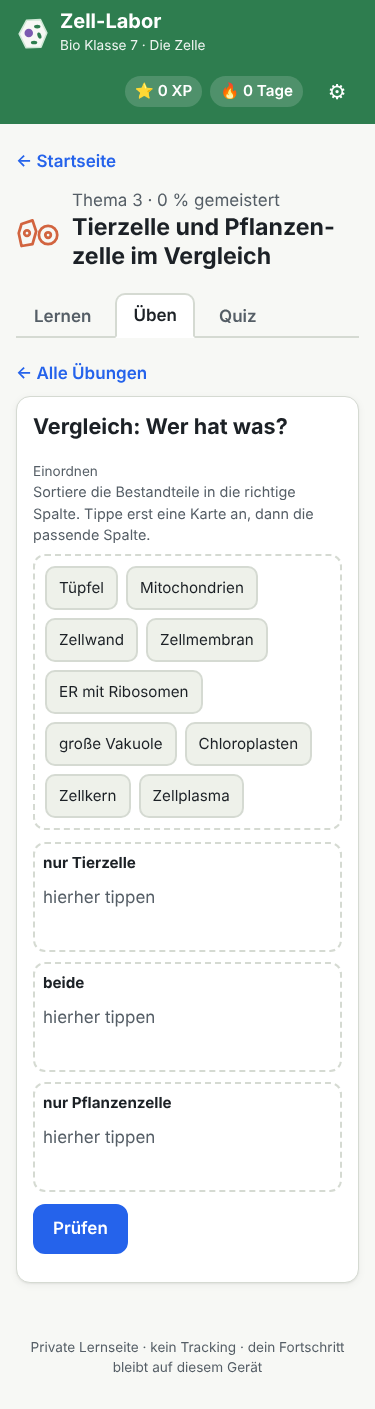 Zell-Labor
Bio Klasse 7 · Die Zelle
⭐ 0 XP
🔥 0 Tage
⚙
← Startseite
Thema 3 · 0 % gemeistert
Tierzelle und Pflanzen-
zelle im Vergleich
Lernen
Üben
Quiz
← Alle Übungen
Vergleich: Wer hat was?
Einordnen
Sortiere die Bestandteile in die richtige
Spalte. Tippe erst eine Karte an, dann die
passende Spalte.
Tüpfel
Mitochondrien
Zellwand
Zellmembran
ER mit Ribosomen
große Vakuole
Chloroplasten
Zellkern
Zellplasma
nur Tierzelle
hierher tippen
beide
hierher tippen
nur Pflanzenzelle
hierher tippen
Prüfen
Private Lernseite · kein Tracking · dein Fortschritt
bleibt auf diesem Gerät